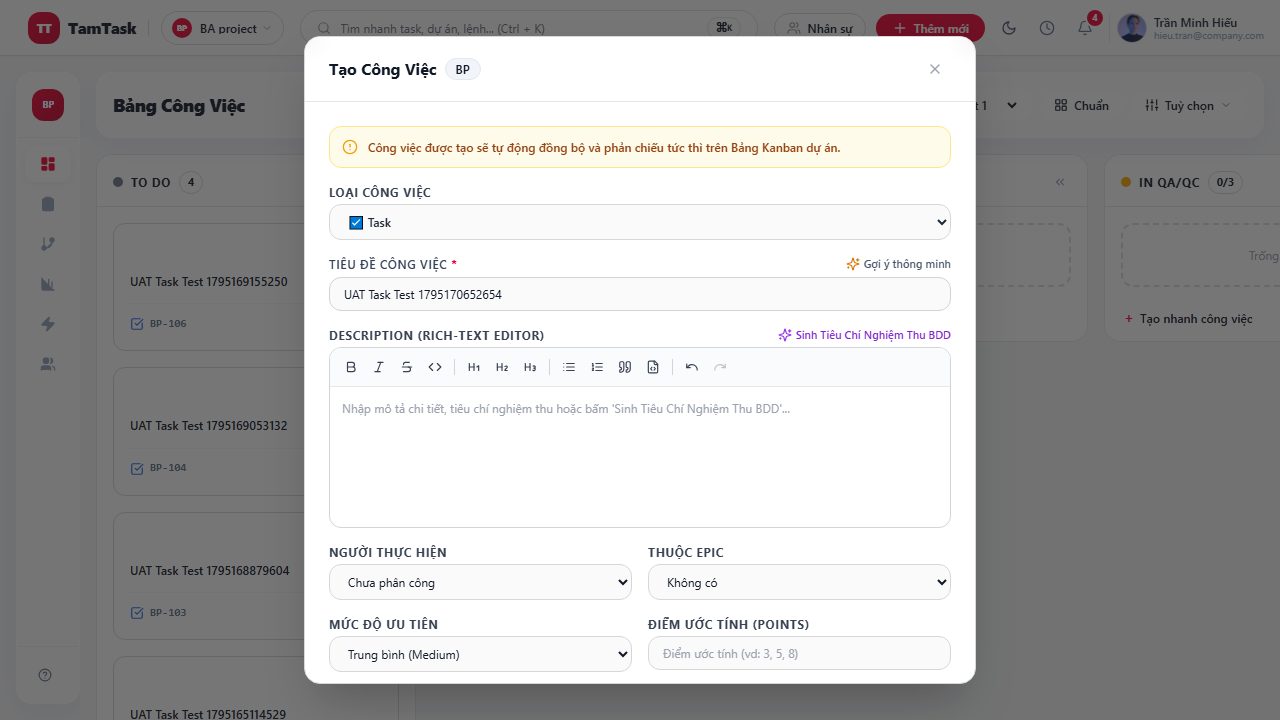 TT TamTask BP BA project Tìm nhanh task, dự án, lệnh... (Ctrl + K) ⌘K Nhân sự + Thêm mới 4 Trần Minh Hiếu
hieu.tran@company.com
Tạo Công Việc BP
BP Bảng Công Việc t 1 Chuẩn Tuỳ chọn
Công việc được tạo sẽ tự động đồng bộ và phản chiếu tức thì trên Bảng Kanban dự án.
TO DO 4
IN QA/QC 0/3
LOẠI CÔNG VIỆC
Task
TIÊU ĐỀ CÔNG VIỆC * Gợi ý thông minh
UAT Task Test 1795170652654
DESCRIPTION (RICH-TEXT EDITOR) Sinh Tiêu Chí Nghiệm Thu BDD
B I S <> H1 H2 H3
Nhập mô tả chi tiết, tiêu chí nghiệm thu hoặc bấm 'Sinh Tiêu Chí Nghiệm Thu BDD'...
NGƯỜI THỰC HIỆN THUỘC EPIC
Chưa phân công Không có
MỨC ĐỘ ƯU TIÊN ĐIỂM ƯỚC TÍNH (POINTS)
Trung bình (Medium) Điểm ước tính (vd: 3, 5, 8)
UAT Task Test 1795169155250
BP-106
UAT Task Test 1795169053132
BP-104
UAT Task Test 1795168879604
BP-103
UAT Task Test 1795165114529
Trống
+ Tạo nhanh công việc